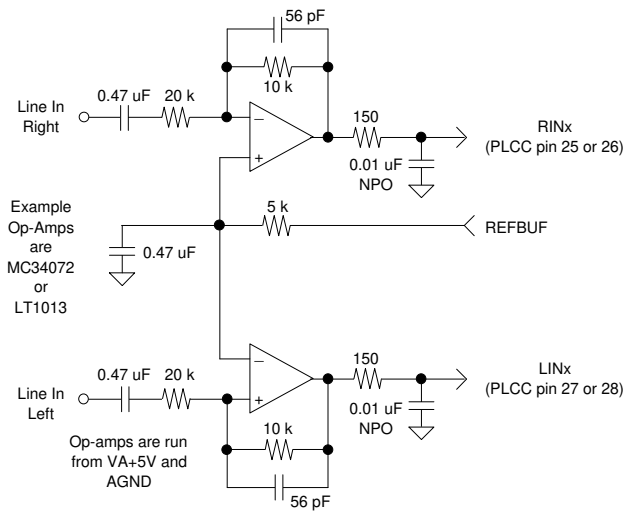 56 pF
10 k
0.47 uF
20 k
Line In
Right
−
+
150
0.01 uF
NPO
RINx
(PLCC pin 25 or 26)
Example
Op-Amps
are
MC34072
or
LT1013
0.47 uF
5 k
REFBUF
−
+
0.47 uF
20 k
Line In
Left
150
0.01 uF
NPO
LINx
(PLCC pin 27 or 28)
Op-amps are run
from VA+5V and
AGND
10 k
56 pF